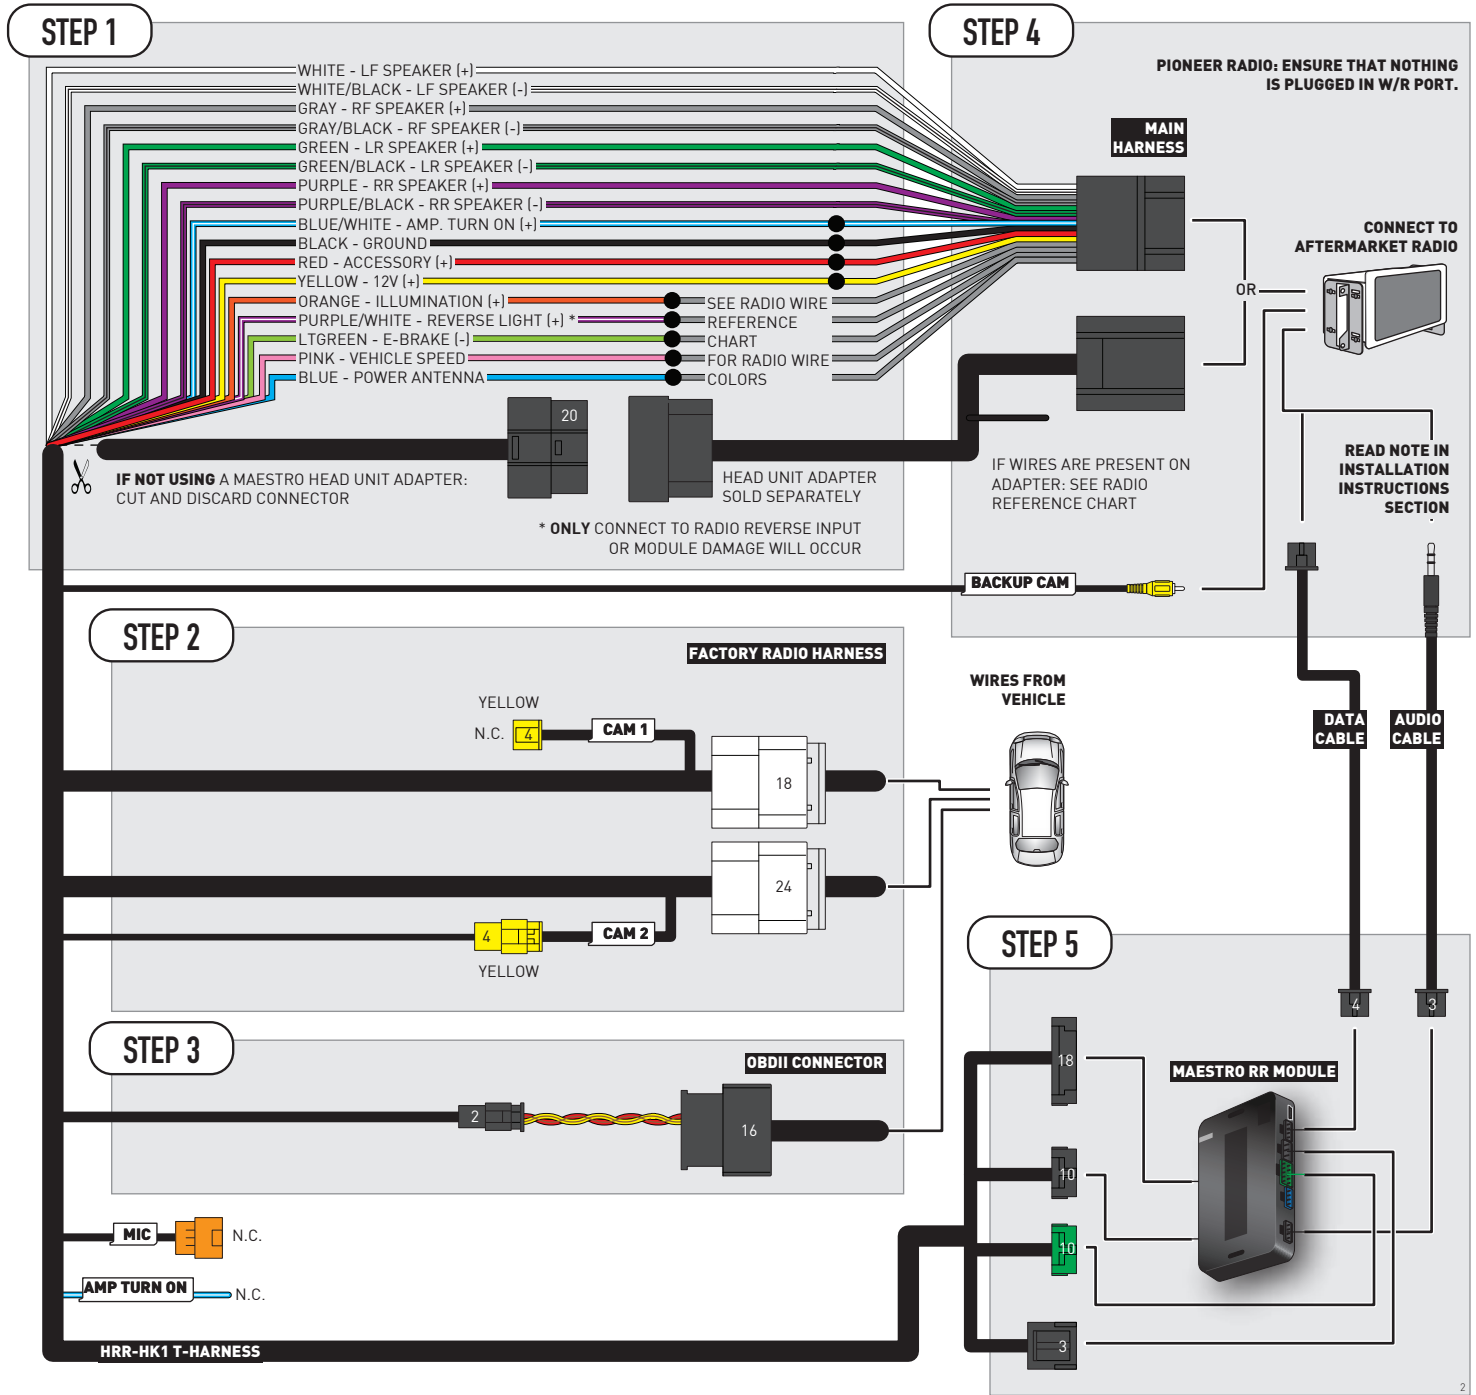 STEP 1
WHITE - LF SPEAKER (+)
WHITE/BLACK - LF SPEAKER (-)
GRAY - RF SPEAKER (+)
GRAY/BLACK - RF SPEAKER (-)
GREEN - LR SPEAKER (+)
GREEN/BLACK - LR SPEAKER (-)
PURPLE - RR SPEAKER (+)
PURPLE/BLACK - RR SPEAKER (-)
BLUE/WHITE - AMP. TURN ON (+)
BLACK - GROUND
RED - ACCESSORY (+)
YELLOW - 12V (+)
ORANGE - ILLUMINATION (+)
PURPLE/WHITE - REVERSE LIGHT (+) *
LTGREEN - E-BRAKE (-)
PINK - VEHICLE SPEED
BLUE - POWER ANTENNA
SEE RADIO WIRE
REFERENCE
CHART
FOR RADIO WIRE
COLORS
20
IF NOT USING A MAESTRO HEAD UNIT ADAPTER:
CUT AND DISCARD CONNECTOR
HEAD UNIT ADAPTER
SOLD SEPARATELY
* ONLY CONNECT TO RADIO REVERSE INPUT
OR MODULE DAMAGE WILL OCCUR
STEP 4
PIONEER RADIO: ENSURE THAT NOTHING
IS PLUGGED IN W/R PORT.
MAIN
HARNESS
OR
CONNECT TO
AFTERMARKET RADIO
IF WIRES ARE PRESENT ON
ADAPTER: SEE RADIO
REFERENCE CHART
READ NOTE IN
INSTALLATION
INSTRUCTIONS
SECTION
BACKUP CAM
STEP 2
FACTORY RADIO HARNESS
YELLOW
N.C.
4
CAM 1
18
24
4
CAM 2
YELLOW
WIRES FROM
VEHICLE
DATA
CABLE
AUDIO
CABLE
STEP 3
OBDII CONNECTOR
2
16
MIC
N.C.
AMP TURN ON
N.C.
HRR-HK1 T-HARNESS
STEP 5
4
3
18
MAESTRO RR MODULE
10
10
3
2